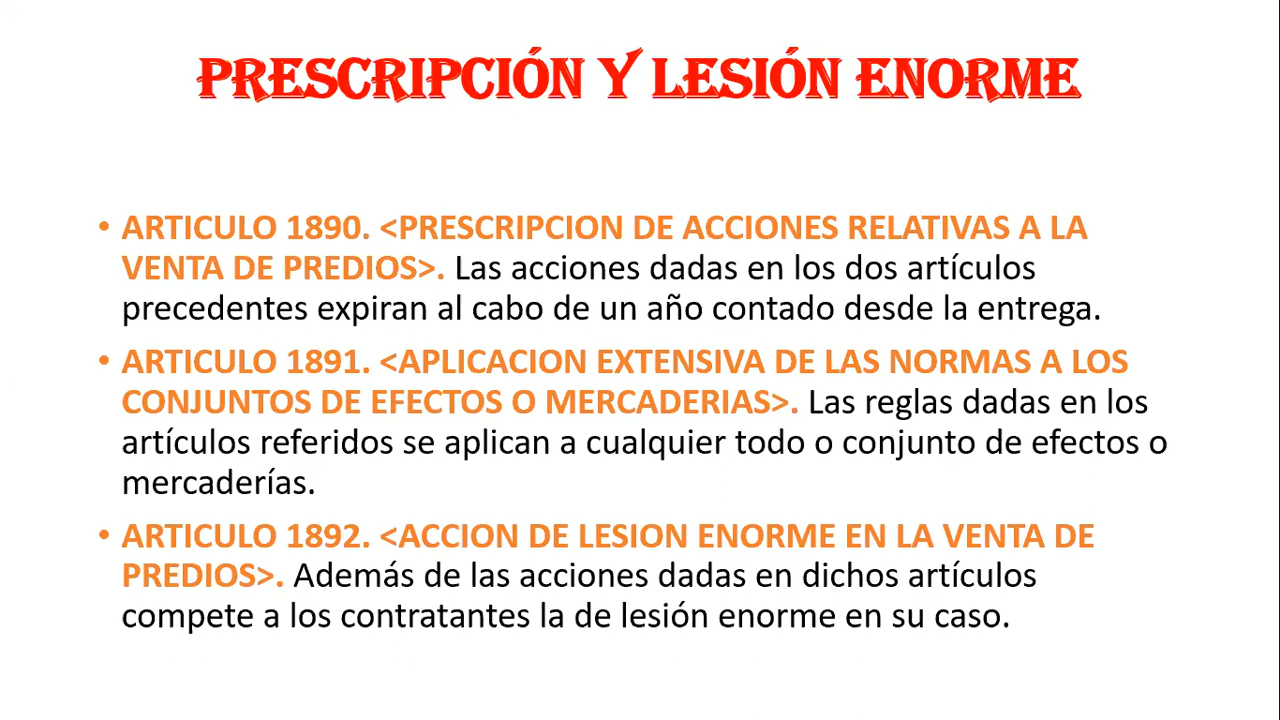 PRESCRIPCIÓN Y LESIÓN ENORME
• ARTICULO 1890. <PRESCRIPCION DE ACCIONES RELATIVAS A LA
VENTA DE PREDIOS>. Las acciones dadas en los dos artículos
precedentes expiran al cabo de un año contado desde la entrega.
• ARTICULO 1891. <APLICACION EXTENSIVA DE LAS NORMAS A LOS
CONJUNTOS DE EFECTOS O MERCADERIAS>. Las reglas dadas en los
artículos referidos se aplican a cualquier todo o conjunto de efectos o
mercaderías.
• ARTICULO 1892. <ACCION DE LESION ENORME EN LA VENTA DE
PREDIOS>. Además de las acciones dadas en dichos artículos
compete a los contratantes la de lesión enorme en su caso.